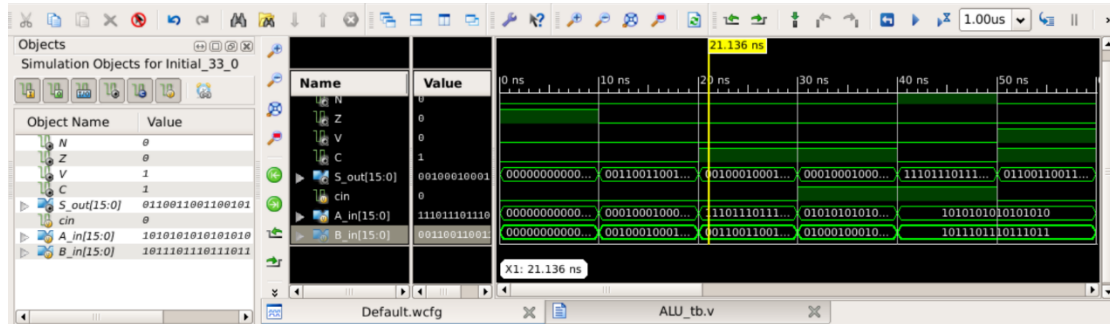 1.00us
Objects
Simulation Objects for Initial_33_0
Object Name Value
N 0
Z 0
V 1
C 1
S_out[15:0] 0110011001100101
cin 0
A_in[15:0] 1010101010101010
B_in[15:0] 1011101110111011
21.136 ns
Name Value
0 ns 10 ns 20 ns 30 ns 40 ns 50 ns
N 0
Z 0
V 0
C 1
S_out[15:0] 00100010001 00000000000... 00110011001... 00100010001... 00010001000... 11101110111... 01100110011...
cin 0
A_in[15:0] 111011101110 00000000000... 00010001000... 11101110111... 01010101010... 1010101010101010
B_in[15:0] 001100110011 00000000000... 00100010001... 00110011001... 01000100010... 1011101110111011
X1: 21.136 ns
Default.wcfg ALU_tb.v